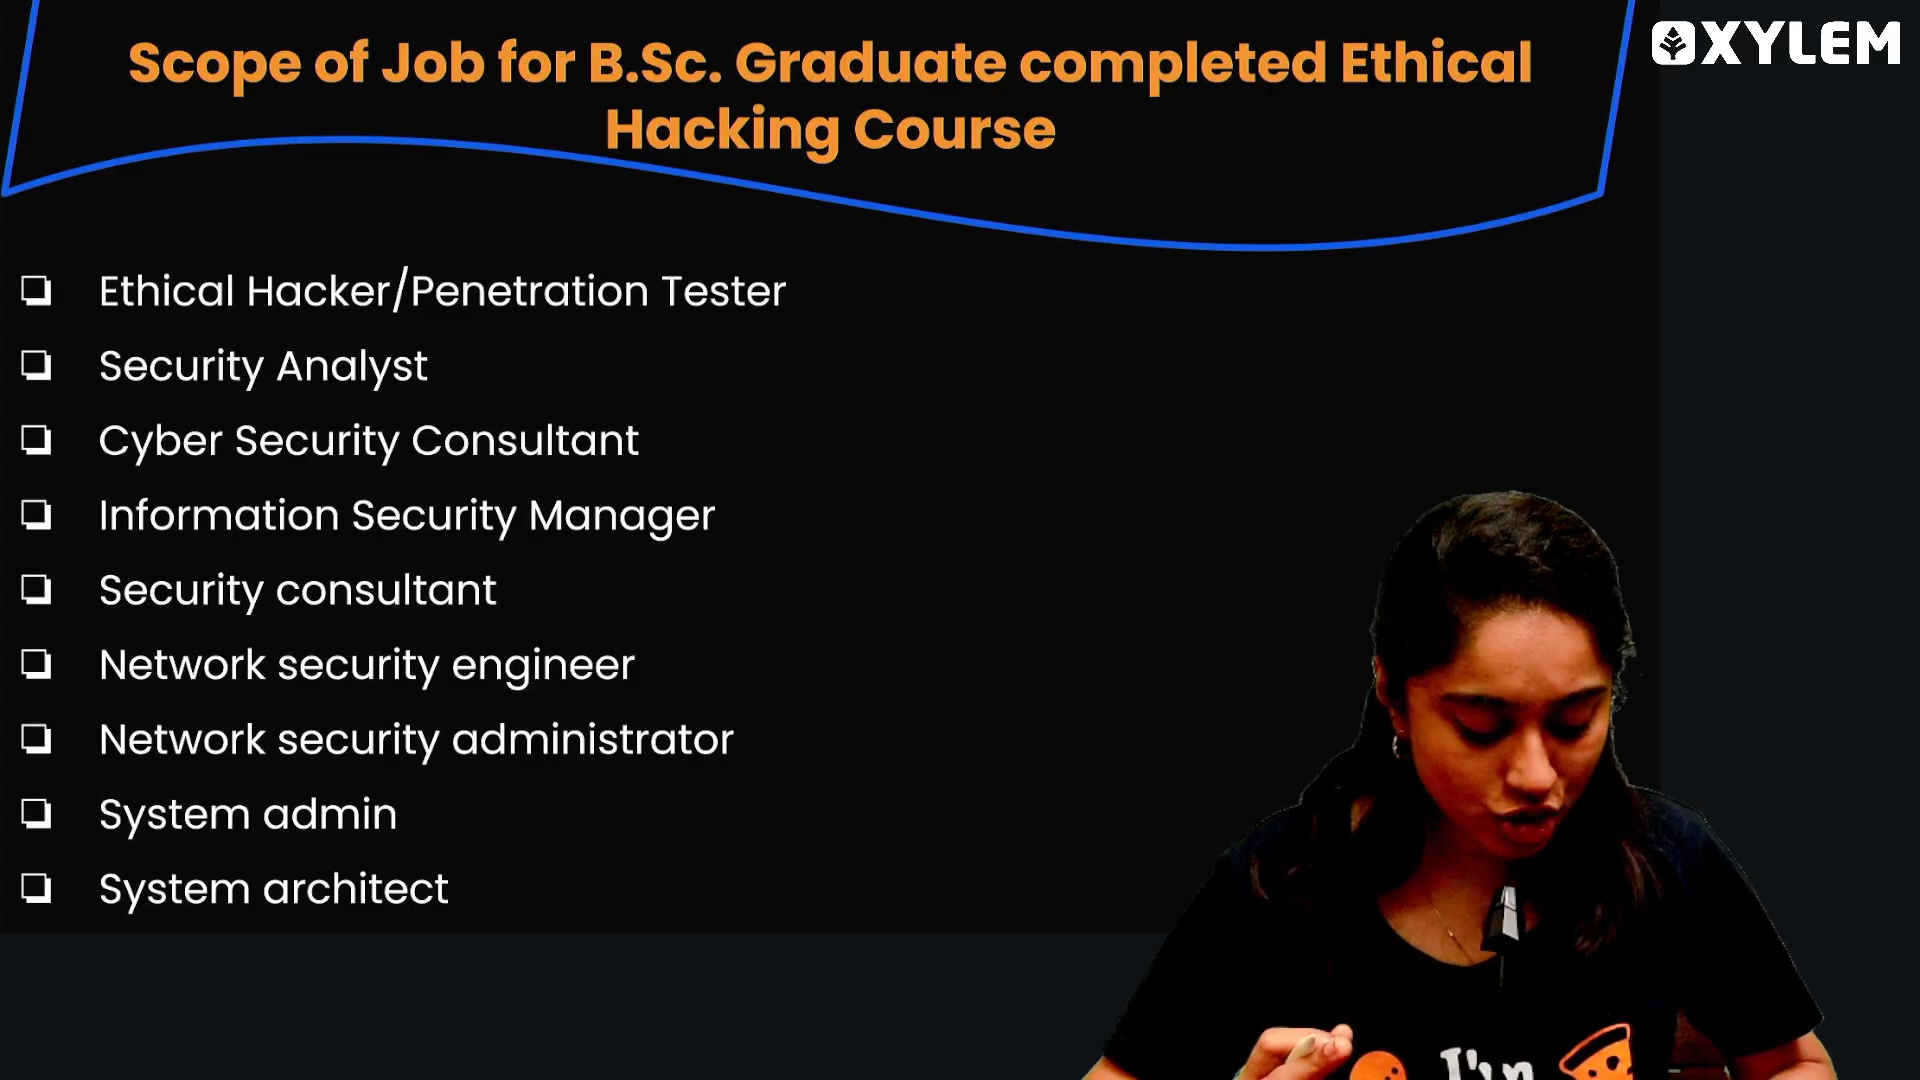 Scope of Job for B.Sc. Graduate completed Ethical
Hacking Course
XYLEM
Ethical Hacker/Penetration Tester
Security Analyst
Cyber Security Consultant
Information Security Manager
Security consultant
Network security engineer
Network security administrator
System admin
System architect
I'm